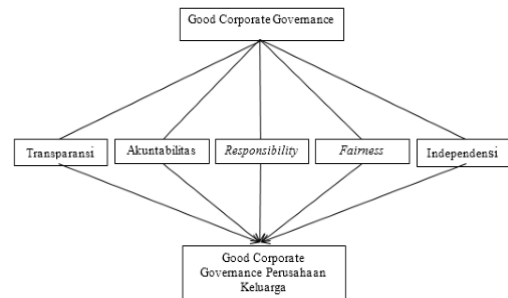 Good Corporate Governance
Transparansi
Akuntabilitas
Responsibility
Fairness
Independensi
Good Corporate
Governance Perusahaan
Keluarga